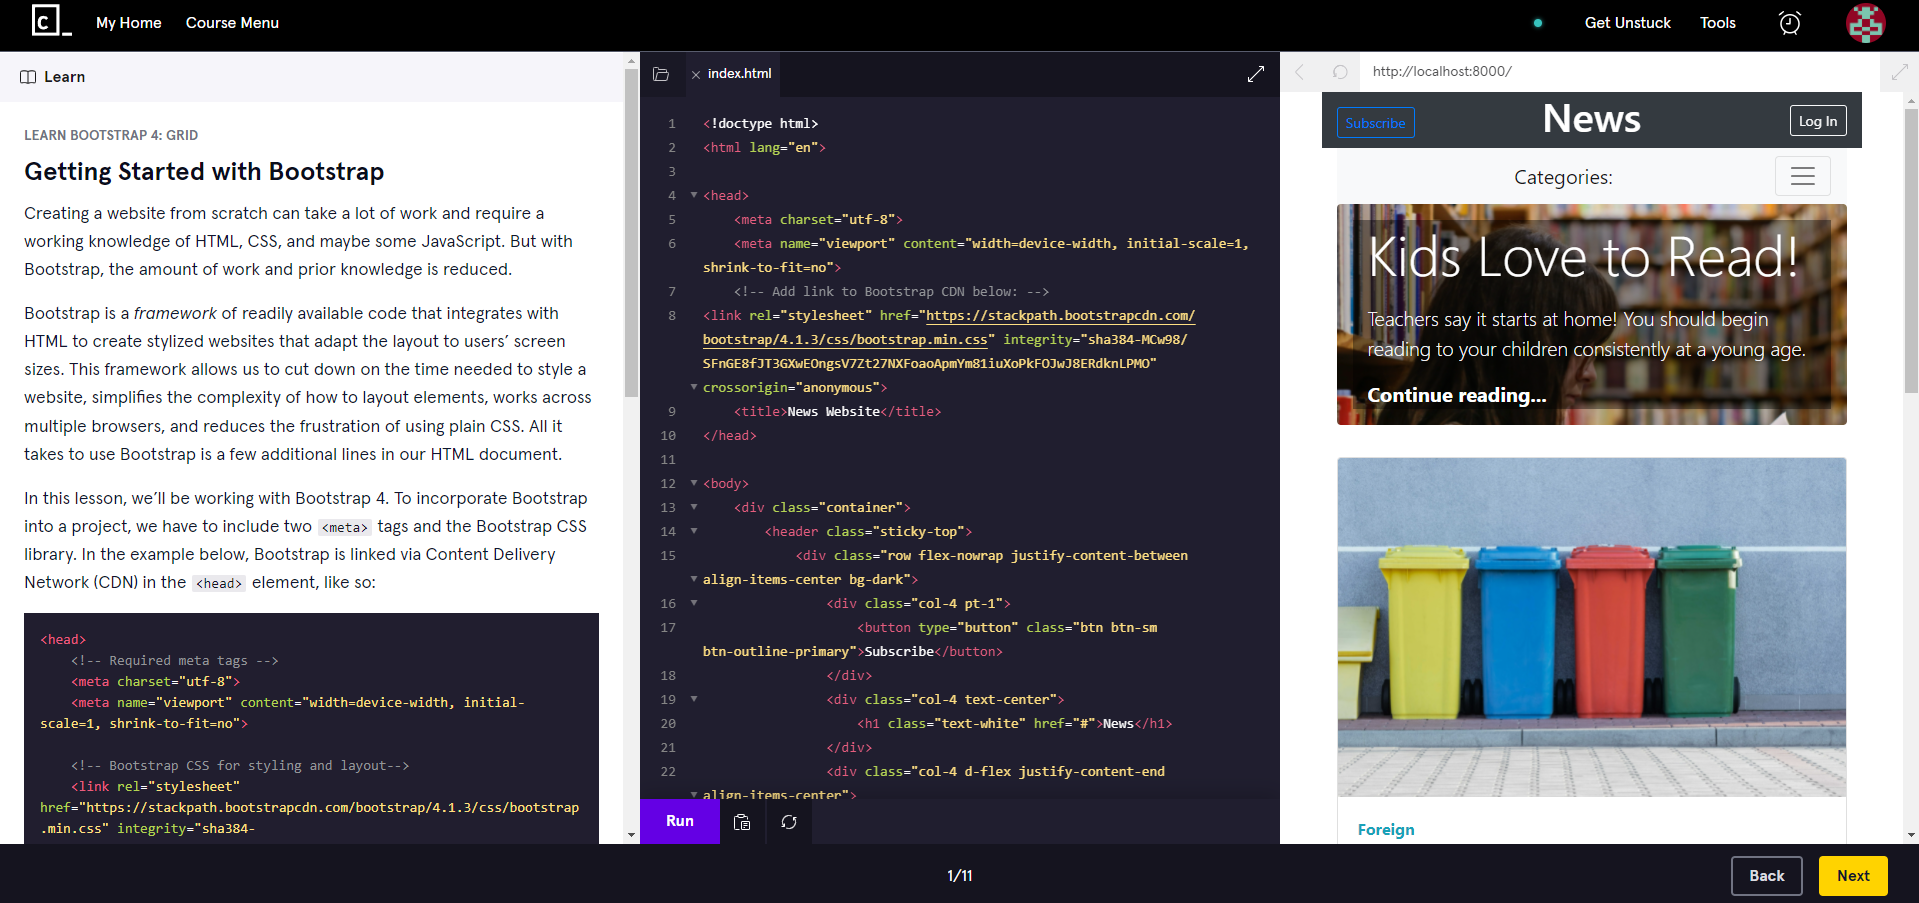 c_
My Home
Course Menu
Get Unstuck
Tools
Learn
LEARN BOOTSTRAP 4: GRID
Getting Started with Bootstrap
Creating a website from scratch can take a lot of work and require a
working knowledge of HTML, CSS, and maybe some JavaScript. But with
Bootstrap, the amount of work and prior knowledge is reduced.
Bootstrap is a framework of readily available code that integrates with
HTML to create stylized websites that adapt the layout to users’ screen
sizes. This framework allows us to cut down on the time needed to style a
website, simplifies the complexity of how to layout elements, works across
multiple browsers, and reduces the frustration of using plain CSS. All it
takes to use Bootstrap is a few additional lines in our HTML document.
In this lesson, we’ll be working with Bootstrap 4. To incorporate Bootstrap
into a project, we have to include two <meta> tags and the Bootstrap CSS
library. In the example below, Bootstrap is linked via Content Delivery
Network (CDN) in the <head> element, like so:
<head>
<!-- Required meta tags -->
<meta charset="utf-8">
<meta name="viewport" content="width=device-width, initial-
scale=1, shrink-to-fit=no">
<!-- Bootstrap CSS for styling and layout-->
<link rel="stylesheet"
href="https://stackpath.bootstrapcdn.com/bootstrap/4.1.3/css/bootstrap
.min.css" integrity="sha384-
index.html
1 <!doctype html>
2 <html lang="en">
3
4 <head>
5 <meta charset="utf-8">
6 <meta name="viewport" content="width=device-width, initial-scale=1,
shrink-to-fit=no">
7 <!-- Add link to Bootstrap CDN below: -->
8 <link rel="stylesheet" href="https://stackpath.bootstrapcdn.com/
bootstrap/4.1.3/css/bootstrap.min.css" integrity="sha384-MCw98/
SFnGE8fJT3GXwEOngsV7Zt27NXFoaoApmYm81iuXoPkFOJwJ8ERdknLPMO"
crossorigin="anonymous">
9 <title>News Website</title>
10 </head>
11
12 <body>
13 <div class="container">
14 <header class="sticky-top">
15 <div class="row flex-nowrap justify-content-between
align-items-center bg-dark">
16 <div class="col-4 pt-1">
17 <button type="button" class="btn btn-sm
btn-outline-primary">Subscribe</button>
18 </div>
19 <div class="col-4 text-center">
20 <h1 class="text-white" href="#">News</h1>
21 </div>
22 <div class="col-4 d-flex justify-content-end
align-items-center">
Run
http://localhost:8000/
Subscribe
News
Log In
Categories:
Kids Love to Read!
Teachers say it starts at home! You should begin
reading to your children consistently at a young age.
Continue reading...
Foreign
1/11
Back
Next